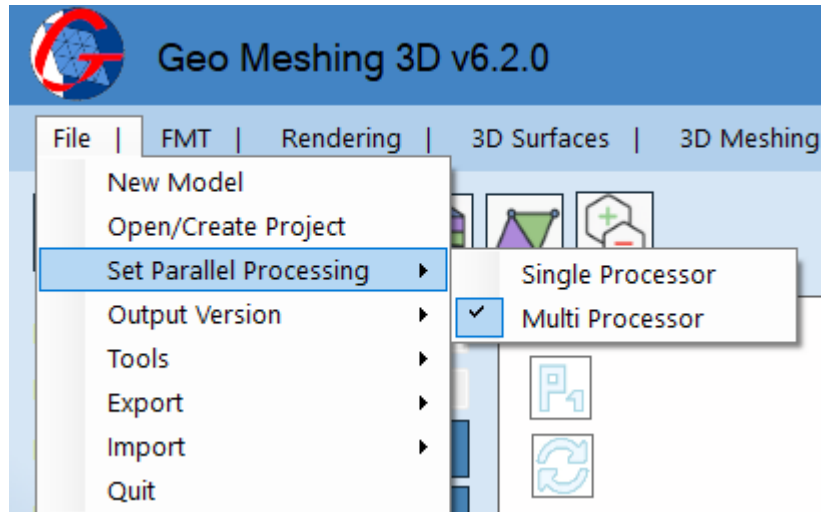 Geo Meshing 3D v6.2.0
File | FMT | Rendering | 3D Surfaces | 3D Meshing
New Model
Open/Create Project
Set Parallel Processing
Single Processor
Output Version
Multi Processor
Tools
Export
P1
Import
Quit